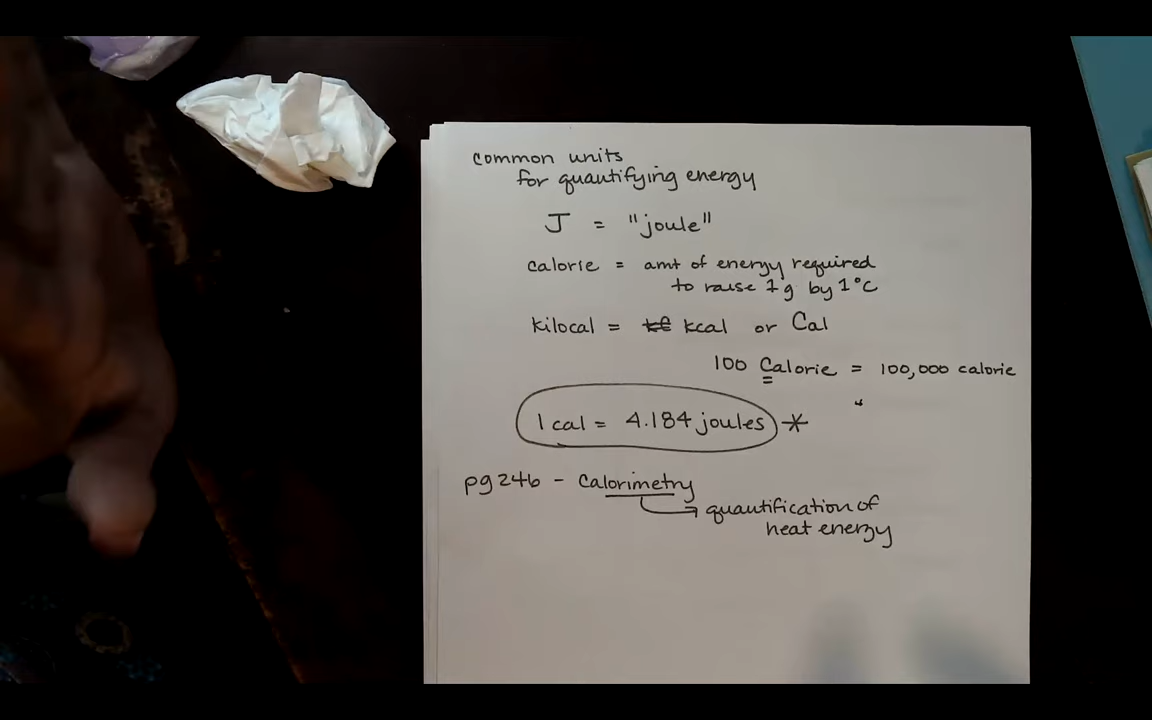 common units
for quantifying energy
J = "joule"
calorie = amt of energy required
to raise 1g by 1°C
kilocal = kcal or Cal
100 Calorie = 100,000 calorie
1 cal = 4.184 joules *
pg 246 - Calorimetry
quantification of
heat energy